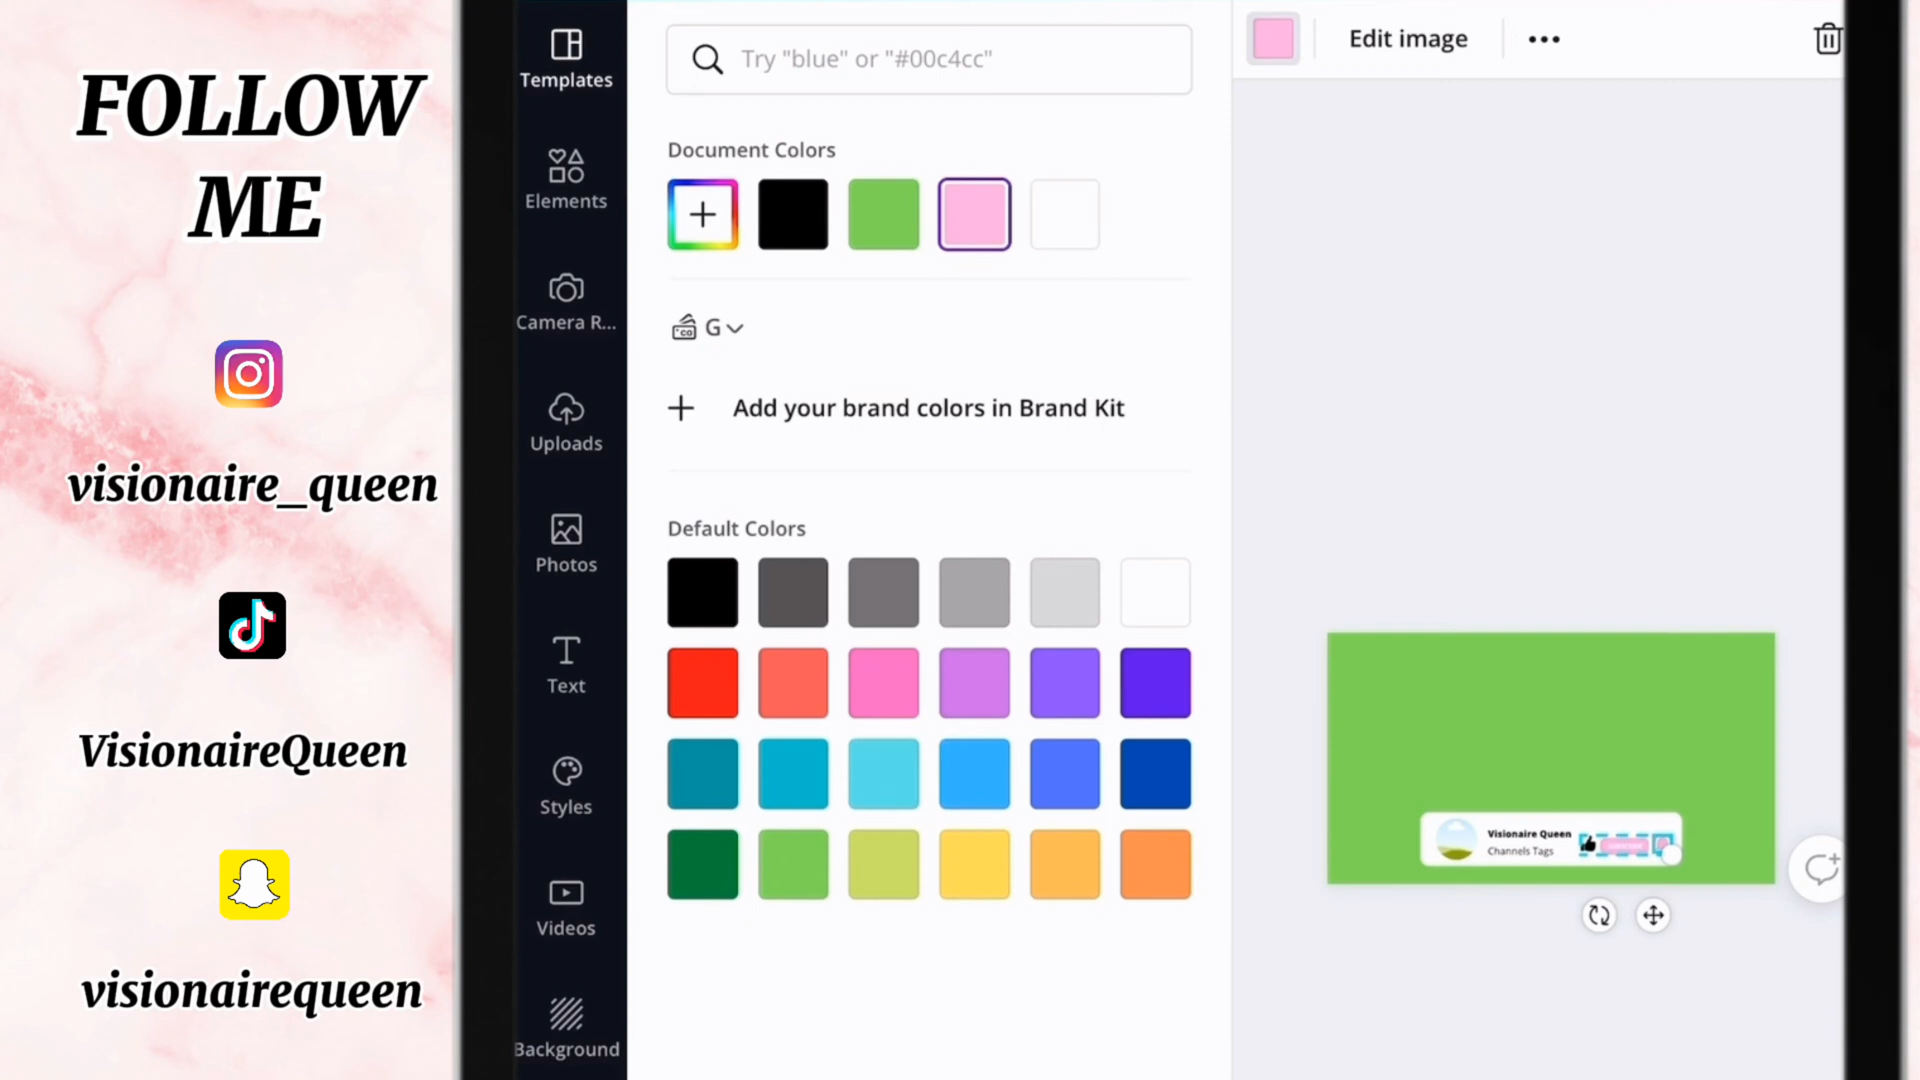 FOLLOW
ME
visionaire_queen
VisionaireQueen
visionairequeen
Templates
Elements
Camera R...
Uploads
Photos
Text
Styles
Videos
Background
Try "blue" or "#00c4cc"
Document Colors
G
Add your brand colors in Brand Kit
Default Colors
Edit image
Visionaire Queen
Channels Tags